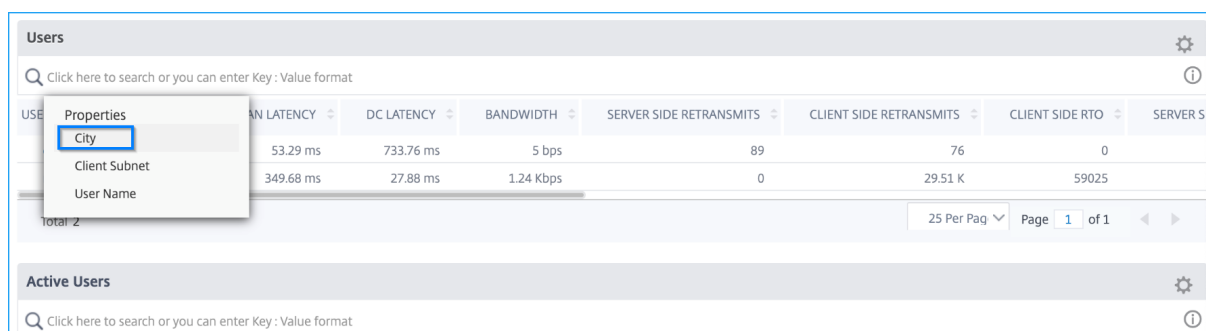 Users
Click here to search or you can enter Key : Value format
USE AN LATENCY DC LATENCY BANDWIDTH SERVER SIDE RETRANSMITS CLIENT SIDE RETRANSMITS CLIENT SIDE RTO SERVER S
Properties
City
Client Subnet
User Name
53.29 ms 733.76 ms 5 bps 89 76 0
349.68 ms 27.88 ms 1.24 Kbps 0 29.51 K 59025
Total 2 25 Per Pag Page 1 of 1
Active Users
Click here to search or you can enter Key : Value format